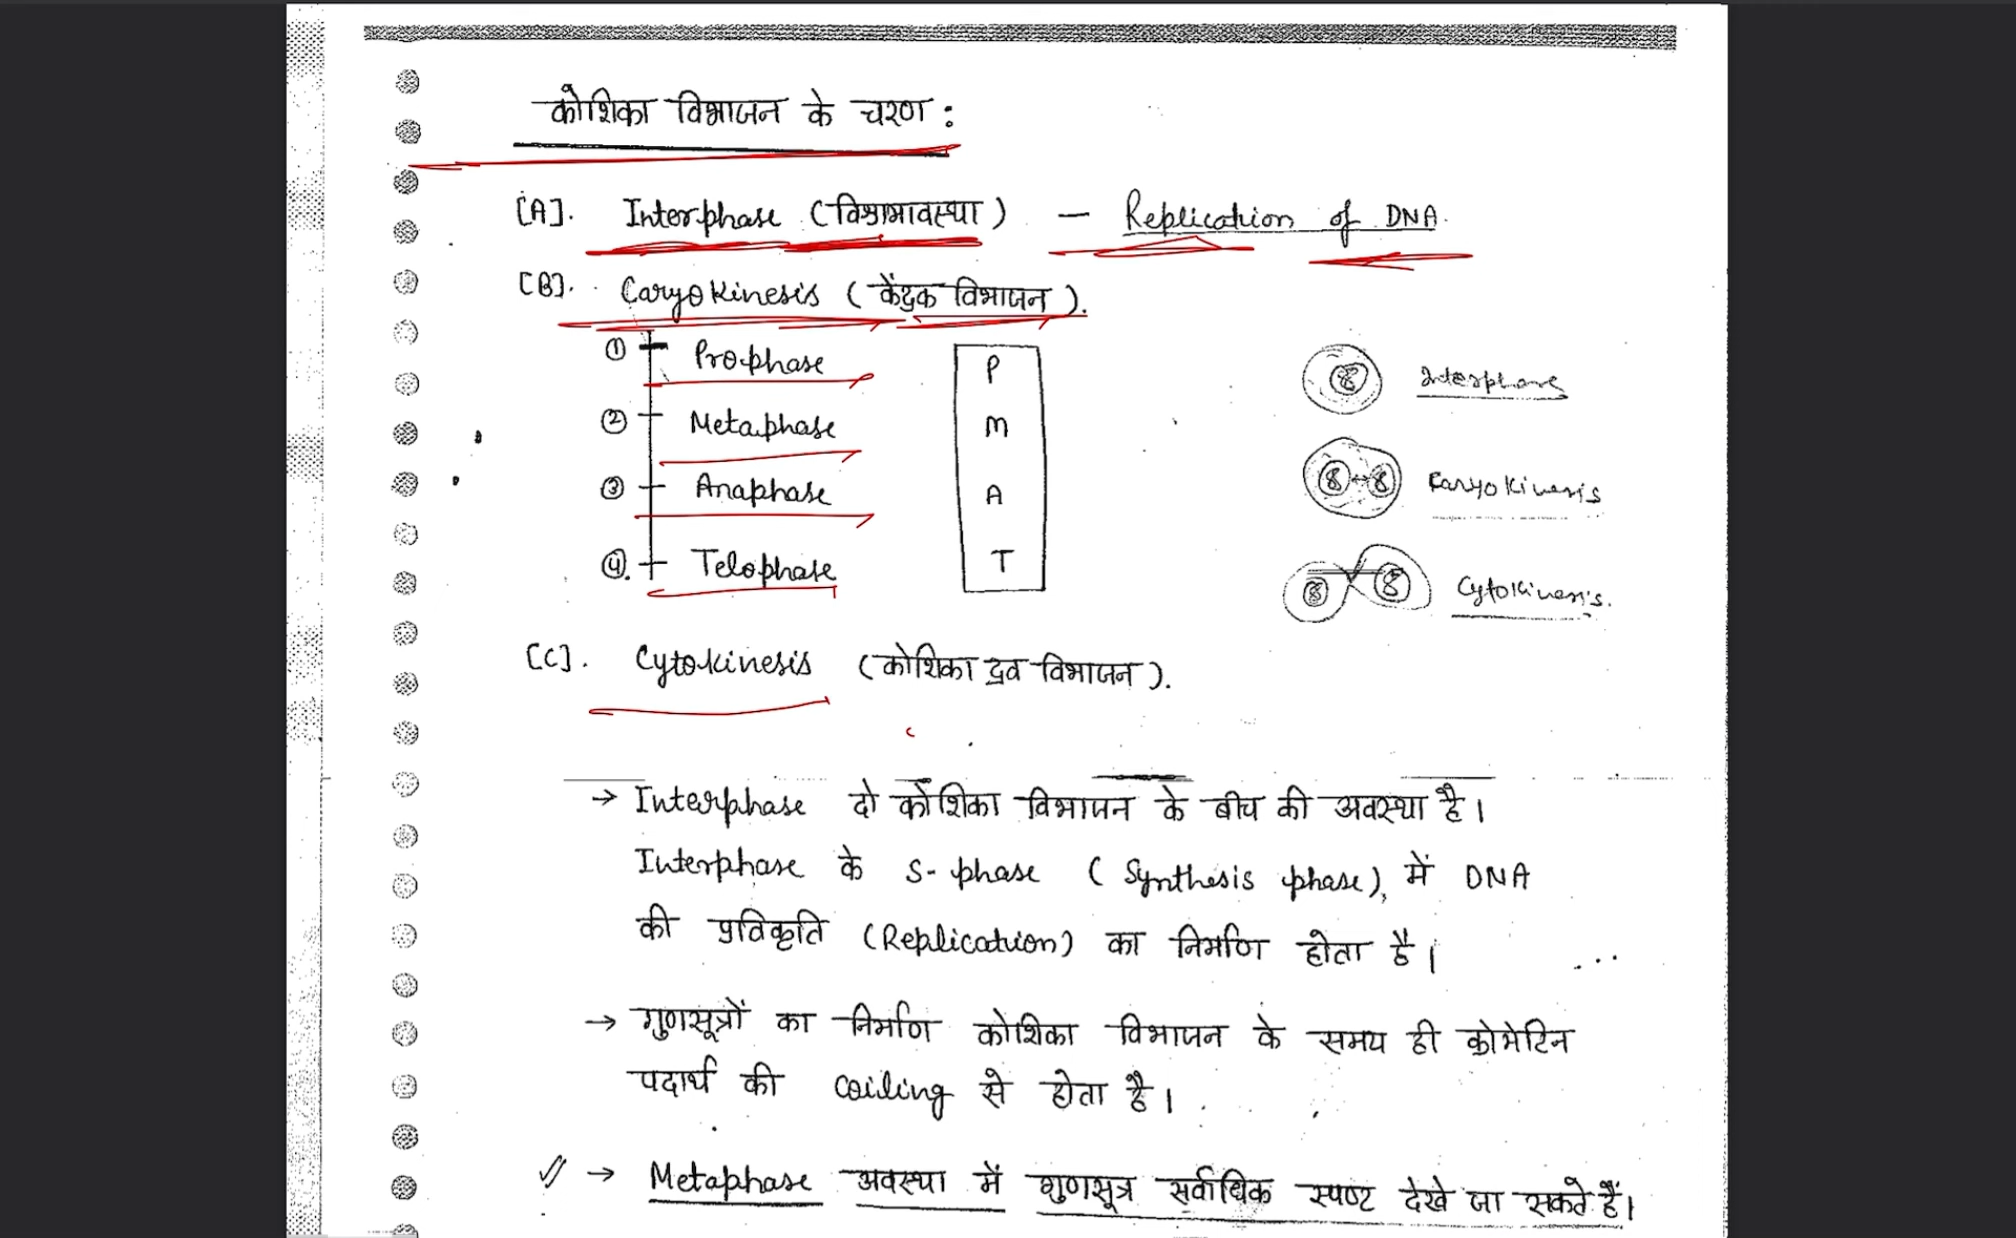 कोशिका विभाजन के चरण :
[A]. Interphase (विश्रामावस्था) – Replication of DNA.
[B]. Caryokinesis (केंद्रक विभाजन).
① Prophase
② Metaphase
③ Anaphase
④. Telophase
P
M
A
T
Interphase
Karyokinesis
Cytokinesis.
[C]. Cytokinesis (कोशिका द्रव विभाजन).
→ Interphase दो कोशिका विभाजन के बीच की अवस्था है।
Interphase के S-phase (Synthesis phase), में DNA
की प्रतिकृति (Replication) का निर्माण होता है।
→ गुणसूत्रों का निर्माण कोशिका विभाजन के समय ही क्रोमेटिन
पदार्थ की coiling से होता है।
→ Metaphase अवस्था में गुणसूत्र सर्वाधिक स्पष्ट देखे जा सकते हैं।